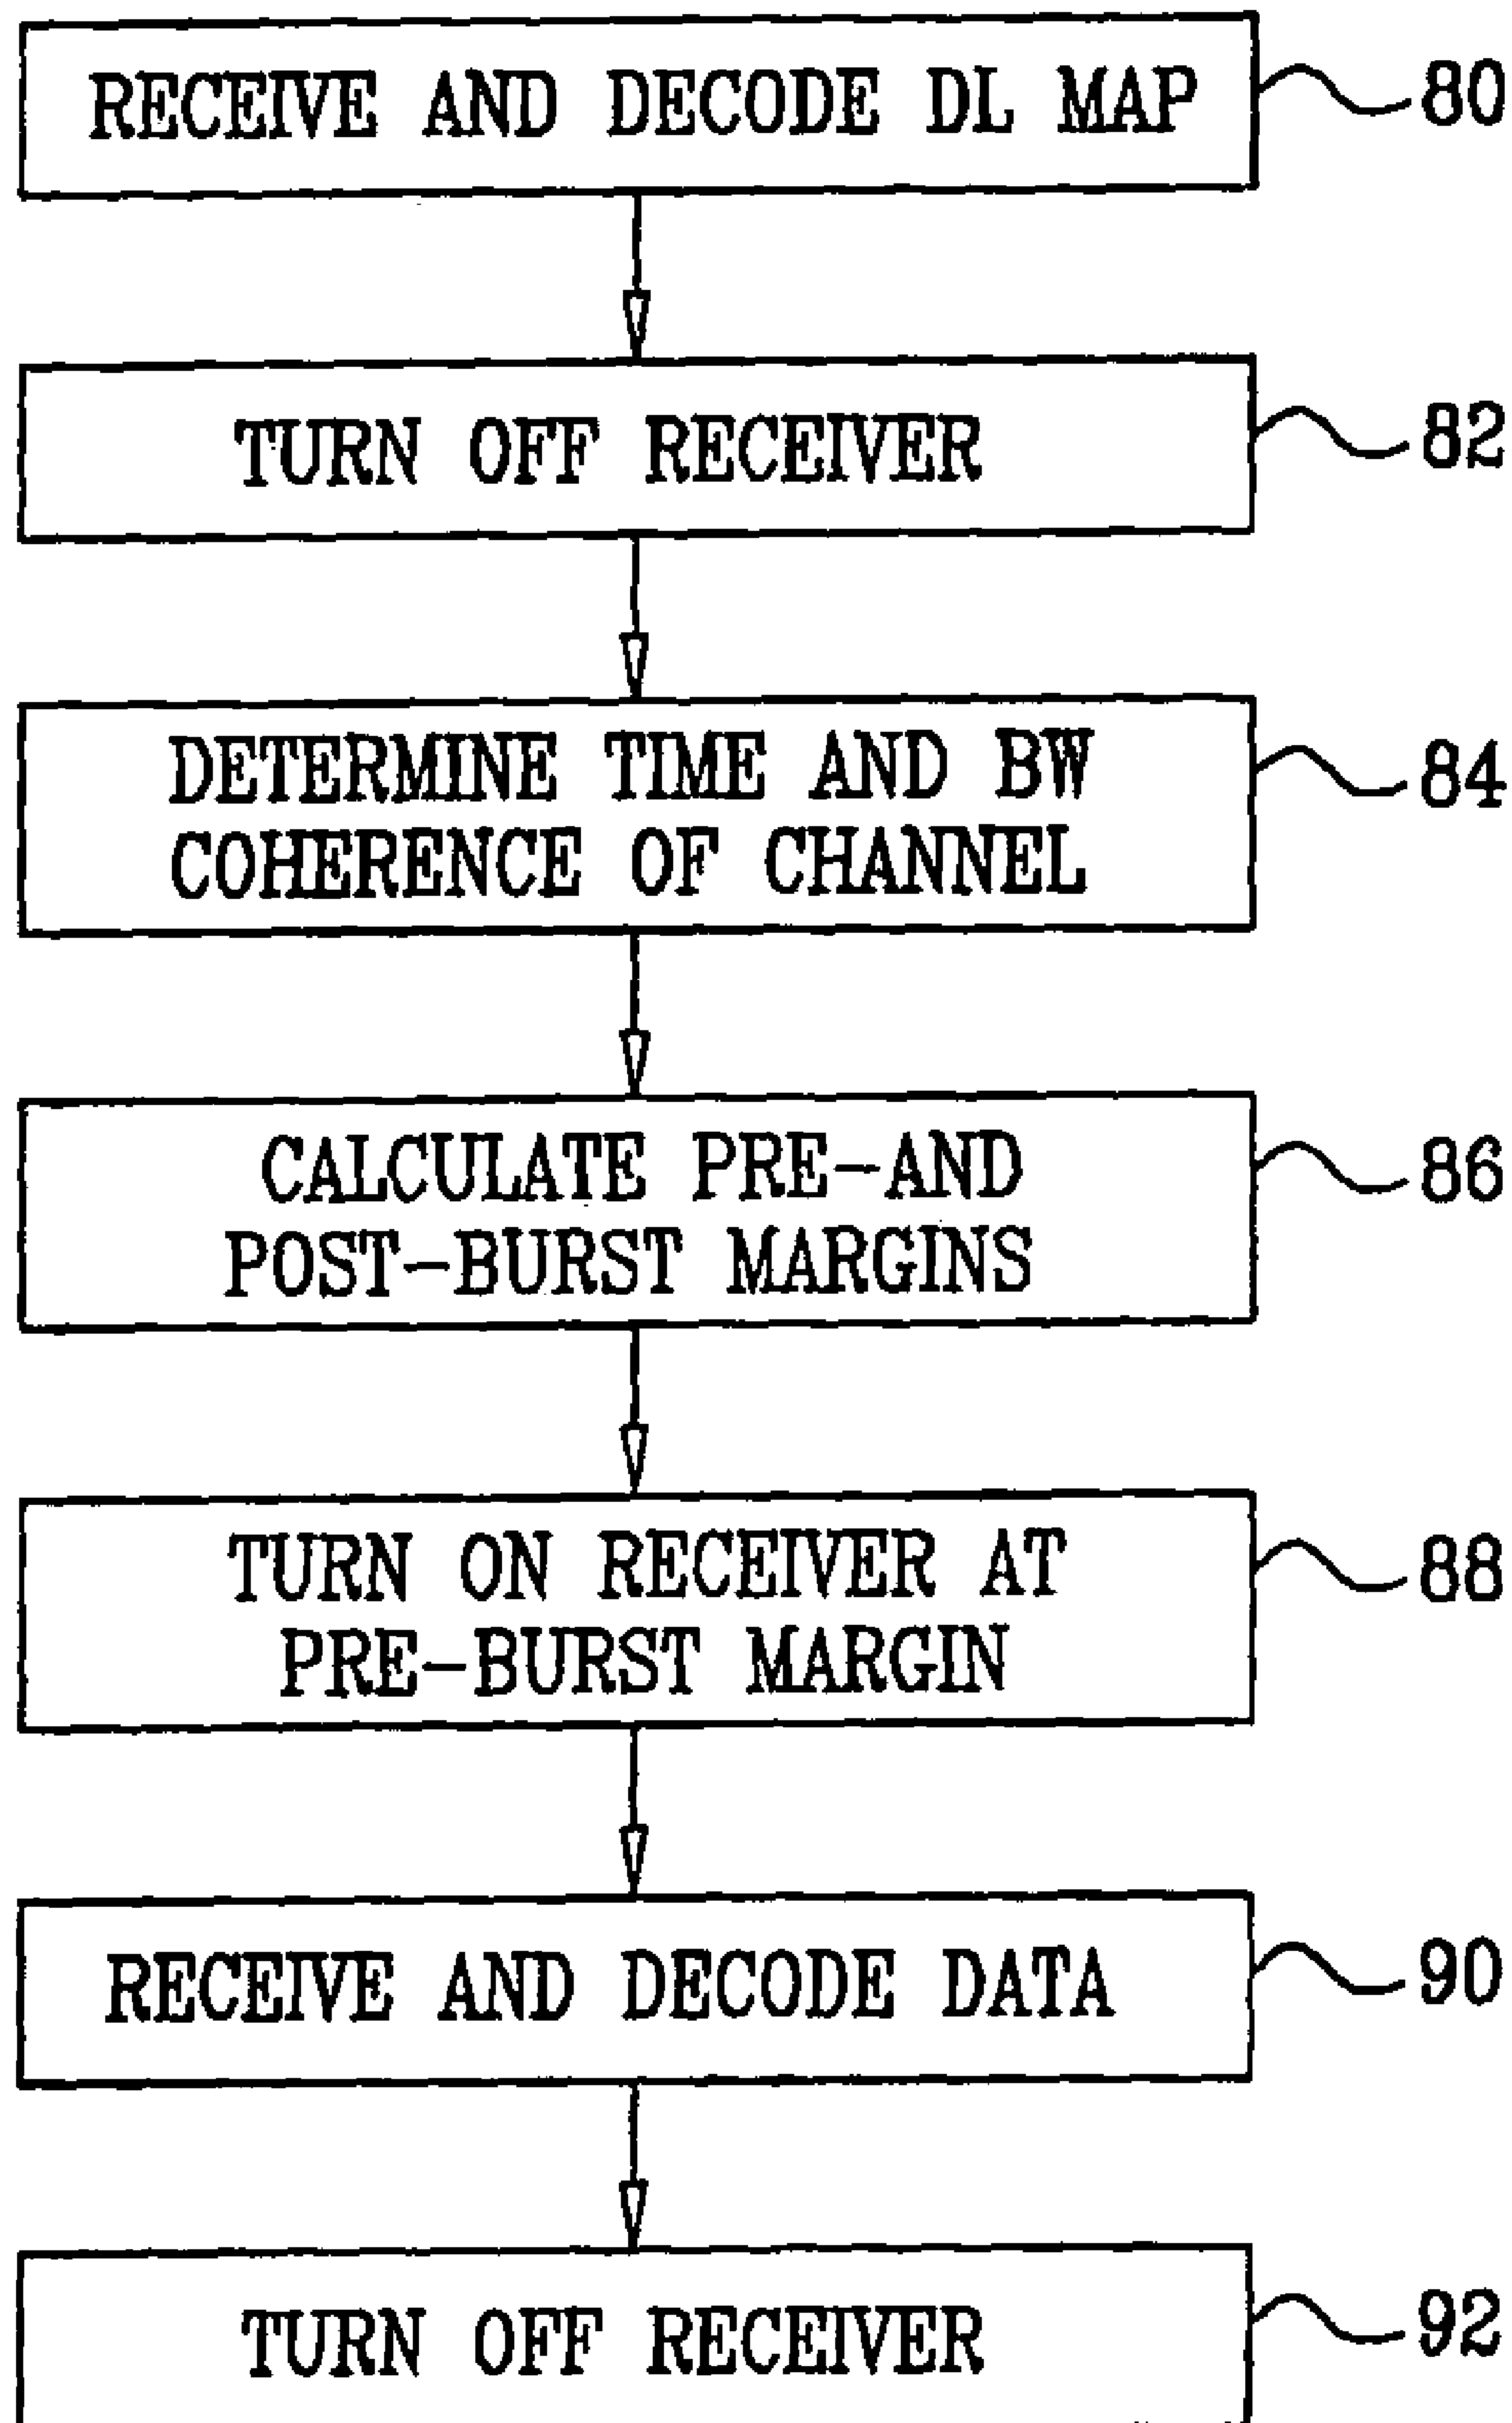 RECEIVE AND DECODE DL MAP 80
TURN OFF RECEIVER 82
DETERMINE TIME AND BW
COHERENCE OF CHANNEL 84
CALCULATE PRE-AND
POST-BURST MARGINS 86
TURN ON RECEIVER AT
PRE-BURST MARGIN 88
RECEIVE AND DECODE DATA 90
TURN OFF RECEIVER 92